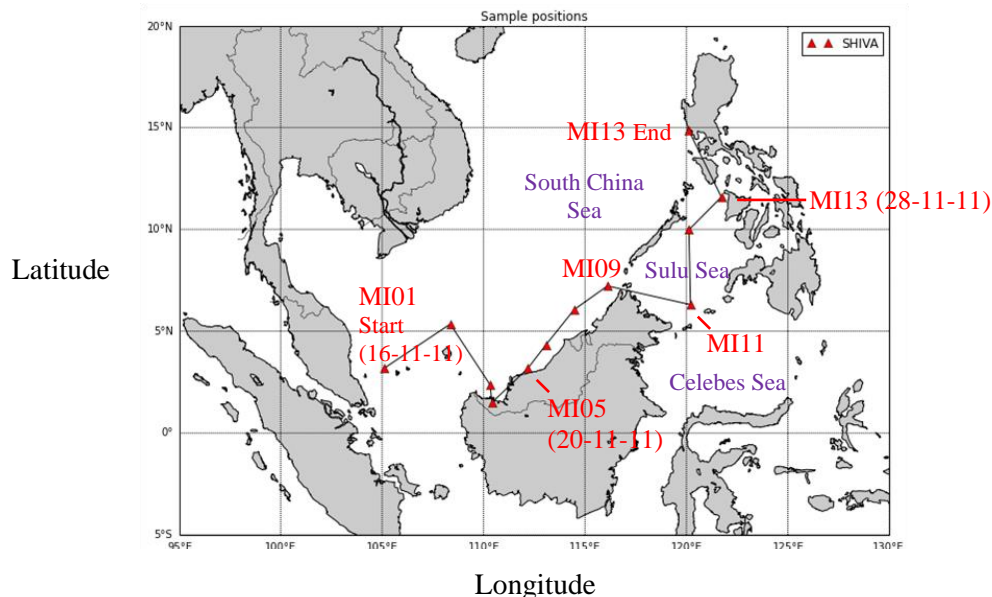 Sample positions
20°N
SHIVA
15°N
MI13 End
South China
Sea
MI13 (28-11-11)
10°N
Latitude
MI09
Sulu Sea
MI01
Start
(16-11-11)
5°N
MI11
Celebes Sea
MI05
(20-11-11)
0°
5°S
95°E 100°E 105°E 110°E 115°E 120°E 125°E 130°E
Longitude